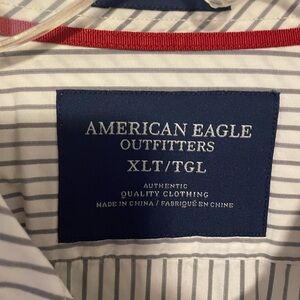 AMERICAN EAGLE
OUTFITTERS
XLT/TGL
AUTHENTIC
QUALITY CLOTHING
MADE IN CHINA / FABRIQUÉ EN CHINE